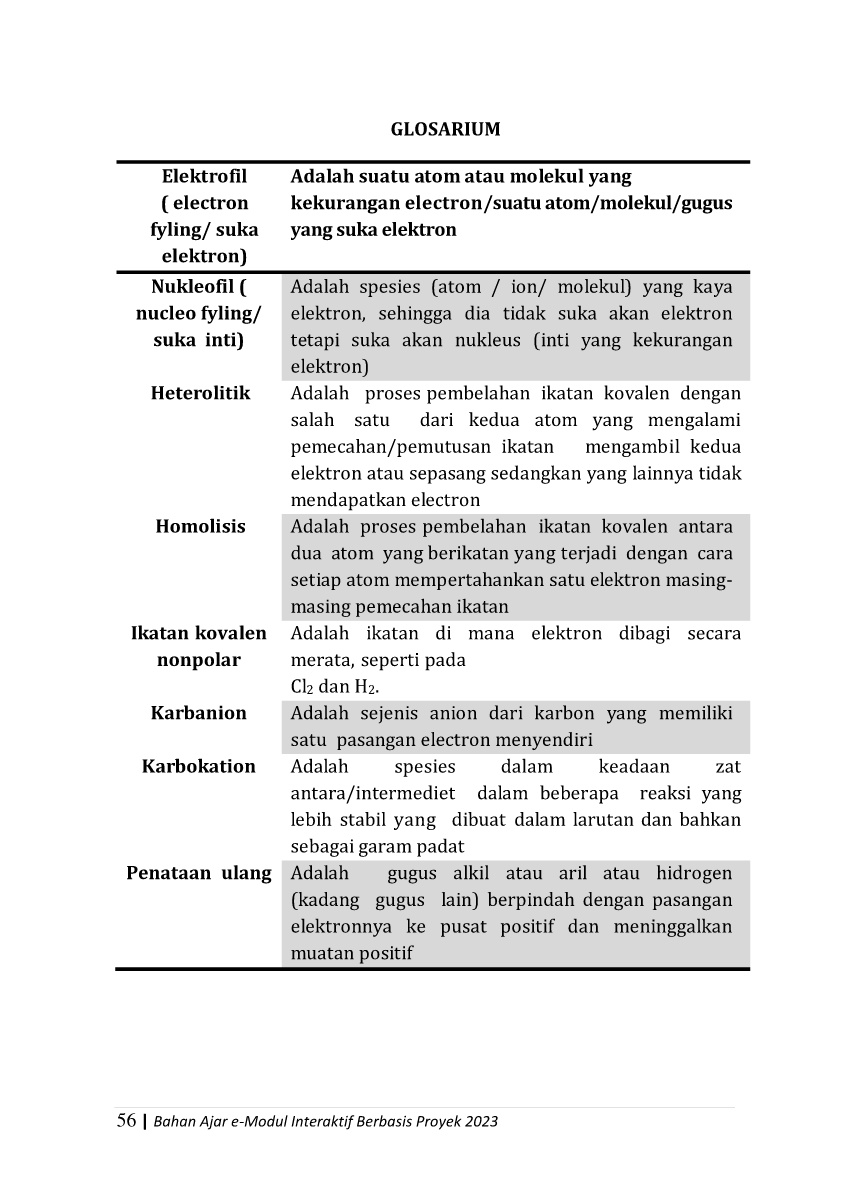 GLOSARIUM
Elektrofil
( electron
fyling/ suka
elektron)
Adalah suatu atom atau molekul yang
kekurangan electron/suatu atom/molekul/gugus
yang suka elektron
Nukleofil (
nucleo fyling/
suka inti)
Adalah spesies (atom / ion/ molekul) yang kaya
elektron, sehingga dia tidak suka akan elektron
tetapi suka akan nukleus (inti yang kekurangan
elektron)
Heterolitik
Adalah proses pembelahan ikatan kovalen dengan
salah satu dari kedua atom yang mengalami
pemecahan/pemutusan ikatan mengambil kedua
elektron atau sepasang sedangkan yang lainnya tidak
mendapatkan electron
Homolisis
Adalah proses pembelahan ikatan kovalen antara
dua atom yang berikatan yang terjadi dengan cara
setiap atom mempertahankan satu elektron masing-
masing pemecahan ikatan
Ikatan kovalen
nonpolar
Adalah ikatan di mana elektron dibagi secara
merata, seperti pada
Cl₂ dan H₂.
Karbanion
Adalah sejenis anion dari karbon yang memiliki
satu pasangan electron menyendiri
Karbokation
Adalah spesies dalam keadaan zat
antara/intermediet dalam beberapa reaksi yang
lebih stabil yang dibuat dalam larutan dan bahkan
sebagai garam padat
Penataan ulang
Adalah gugus alkil atau aril atau hidrogen
(kadang gugus lain) berpindah dengan pasangan
elektronnya ke pusat positif dan meninggalkan
muatan positif
56 | Bahan Ajar e-Modul Interaktif Berbasis Proyek 2023